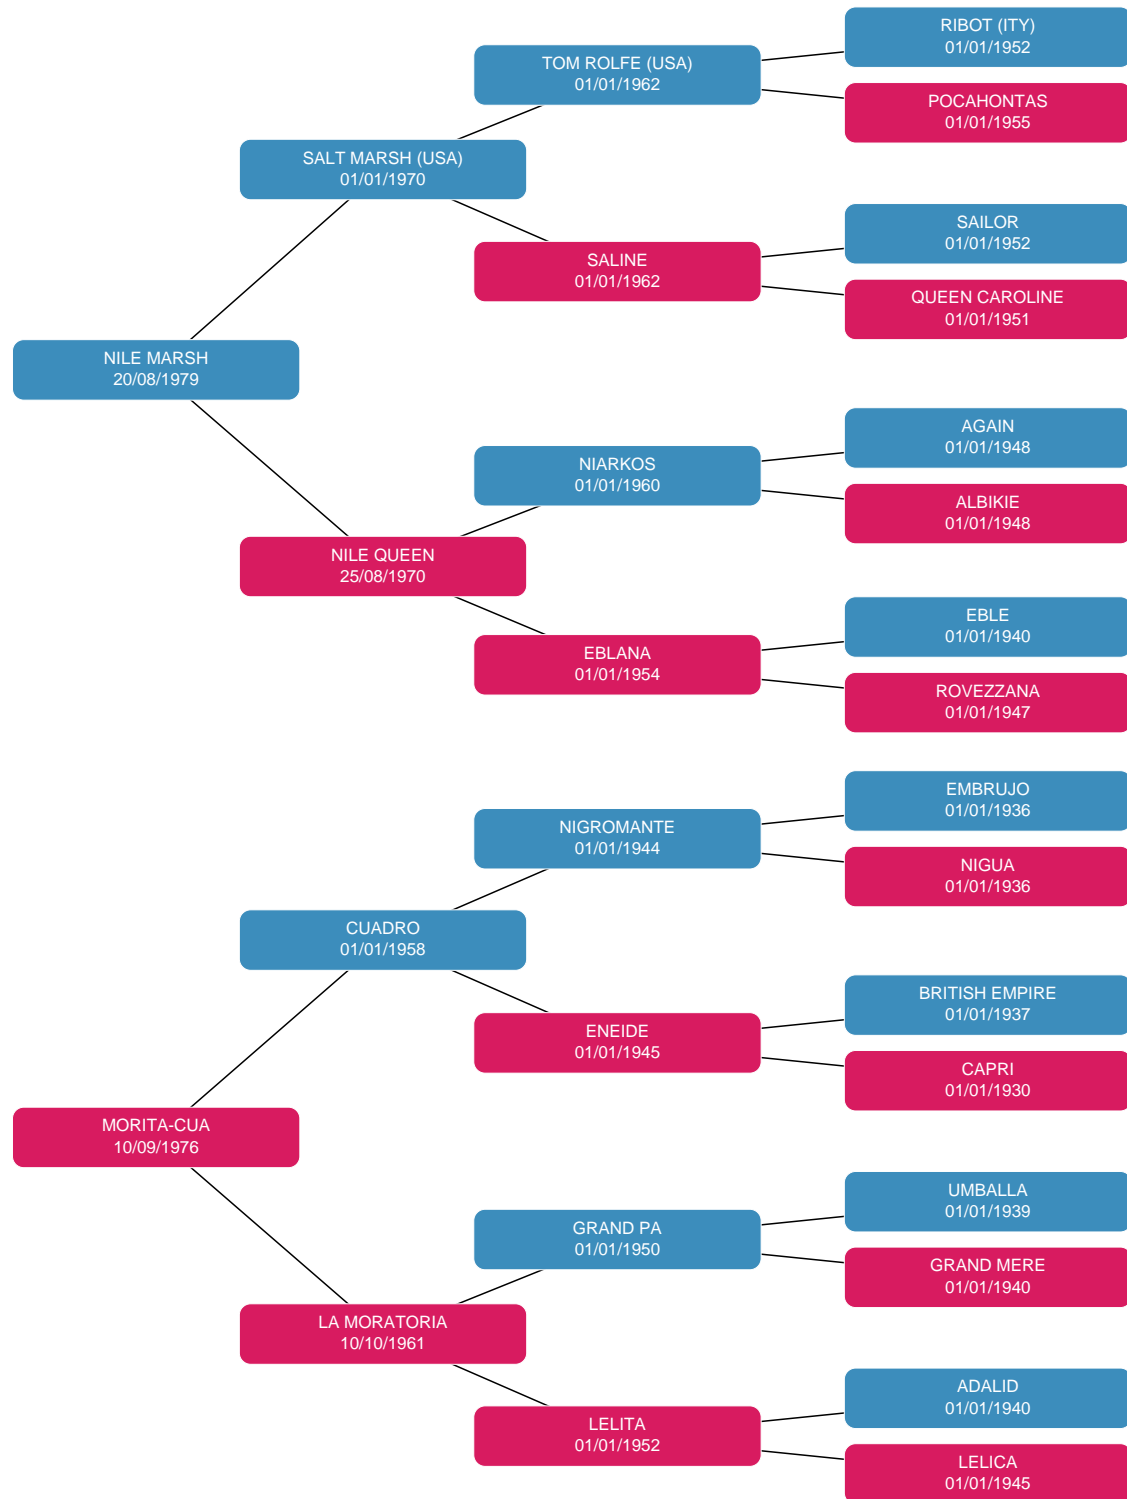 RIBOT (ITY)
01/01/1952
TOM ROLFE (USA)
01/01/1962
POCAHONTAS
01/01/1955
SALT MARSH (USA)
01/01/1970
SAILOR
01/01/1952
SALINE
01/01/1962
QUEEN CAROLINE
01/01/1951
NILE MARSH
20/08/1979
AGAIN
01/01/1948
NIARKOS
01/01/1960
ALBIKIE
01/01/1948
NILE QUEEN
25/08/1970
EBLE
01/01/1940
EBLANA
01/01/1954
ROVEZZANA
01/01/1947
EMBRUJO
01/01/1936
NIGROMANTE
01/01/1944
NIGUA
01/01/1936
CUADRO
01/01/1958
BRITISH EMPIRE
01/01/1937
ENEIDE
01/01/1945
CAPRI
01/01/1930
MORITA-CUA
10/09/1976
UMBALLA
01/01/1939
GRAND PA
01/01/1950
GRAND MERE
01/01/1940
LA MORATORIA
10/10/1961
ADALID
01/01/1940
LELITA
01/01/1952
LELICA
01/01/1945